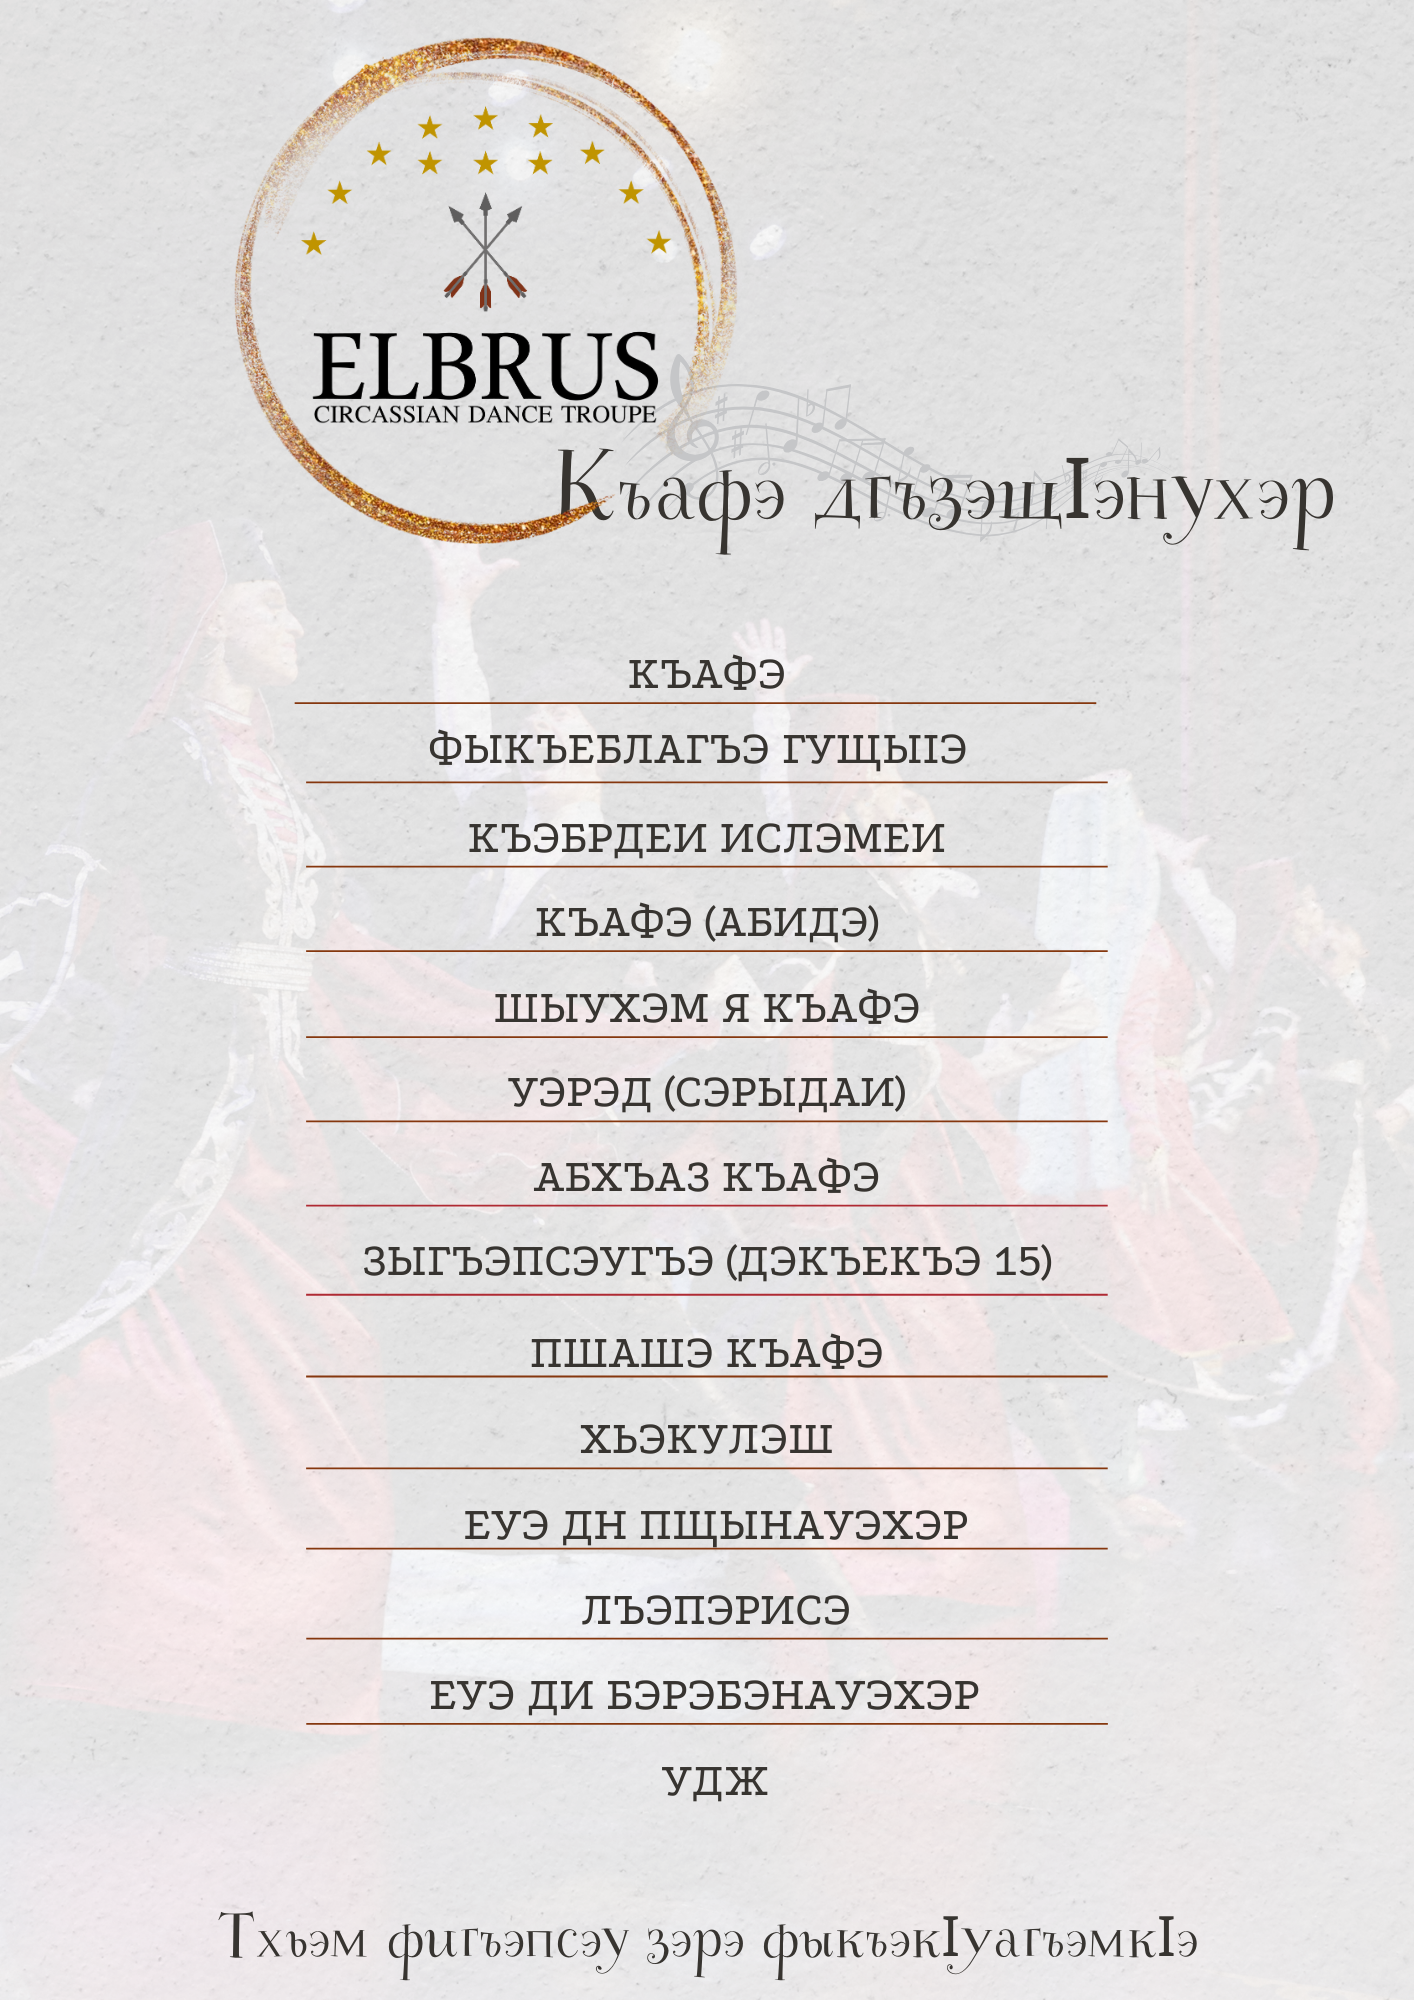 ELBRUS
CIRCASSIAN DANCE TROUPE
Къафэ дгъзэщIэнухэр
КЪАФЭ
ФЫКЪЕБЛАГЪЭ ГУЩЫIЭ
КЪЭБРДЕИ ИСЛЭМЕИ
КЪАФЭ (АБИДЭ)
ШЫУХЭМ Я КЪАФЭ
УЭРЭД (СЭРЫДАИ)
АБХЪАЗ КЪАФЭ
ЗЫГЪЭПСЭУГЪЭ (ДЭКЪЕКЪЭ 15)
ПШАШЭ КЪАФЭ
ХЬЭКУЛЭШ
ЕУЭ ДН ПЩЫНАУЭХЭР
ЛЪЭПЭРИСЭ
ЕУЭ ДИ БЭРЭБЭНАУЭХЭР
УДЖ
Тхьэм фигъэпсэу зэрэ фыкъэкIуагъэмкIэ